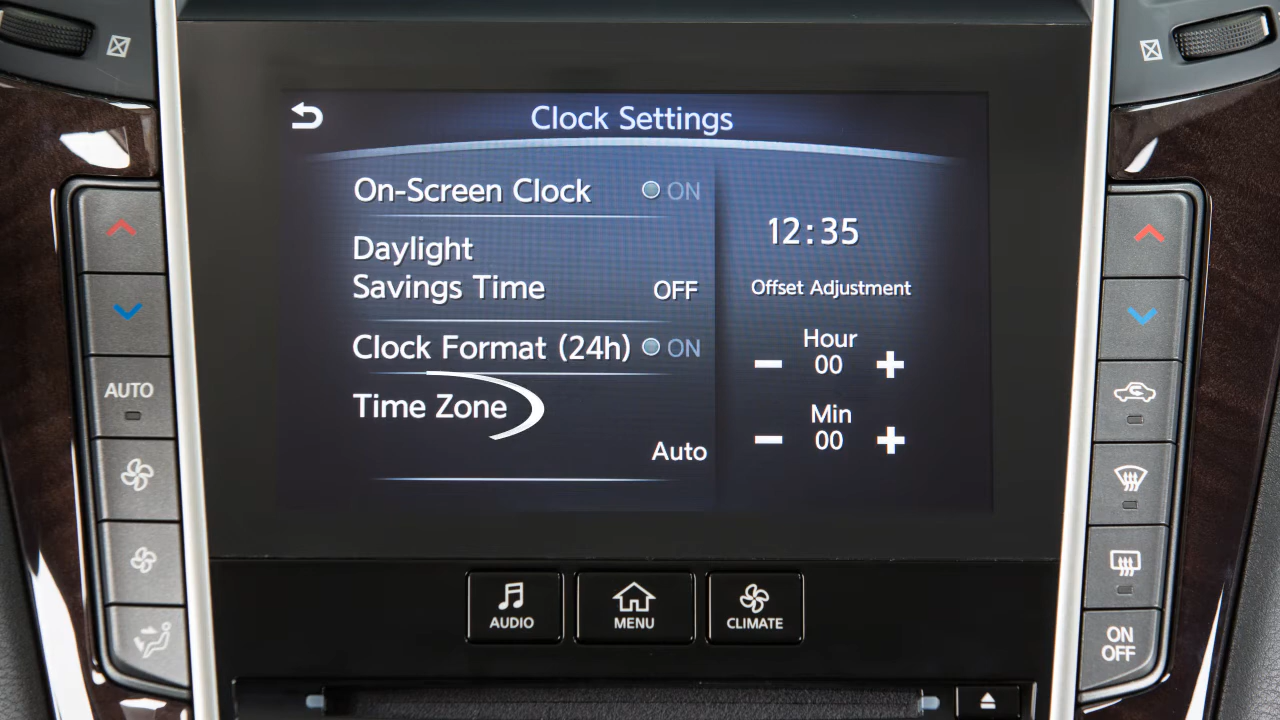 Clock Settings
On-Screen Clock ON
Daylight
Savings Time OFF
Clock Format (24h) ON
Time Zone
Auto
12:35
Offset Adjustment
Hour
00
Min
00
AUTO
AUDIO
MENU
CLIMATE
ON
OFF